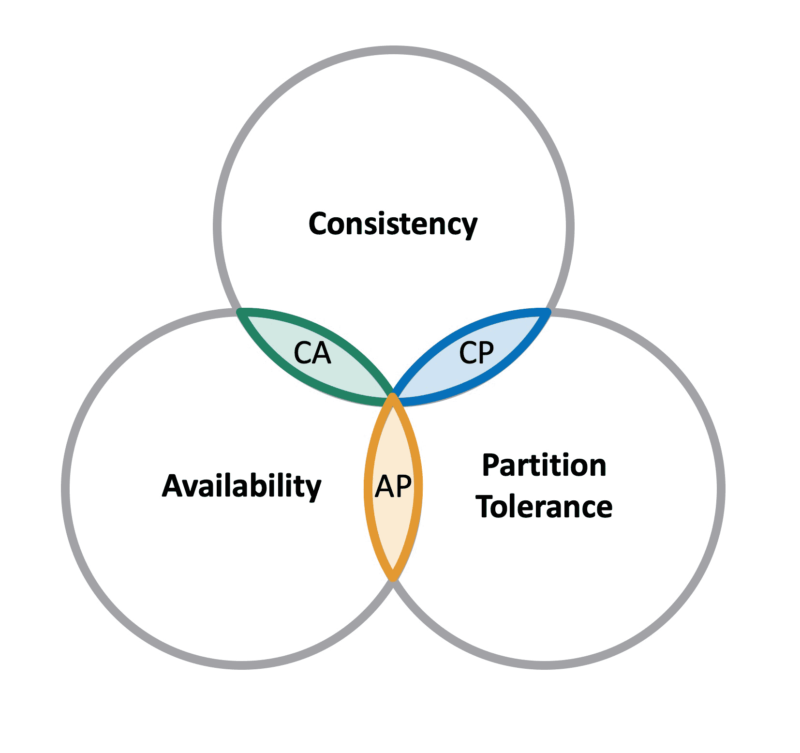 Consistency
CA
CP
Availability
AP
Partition
Tolerance